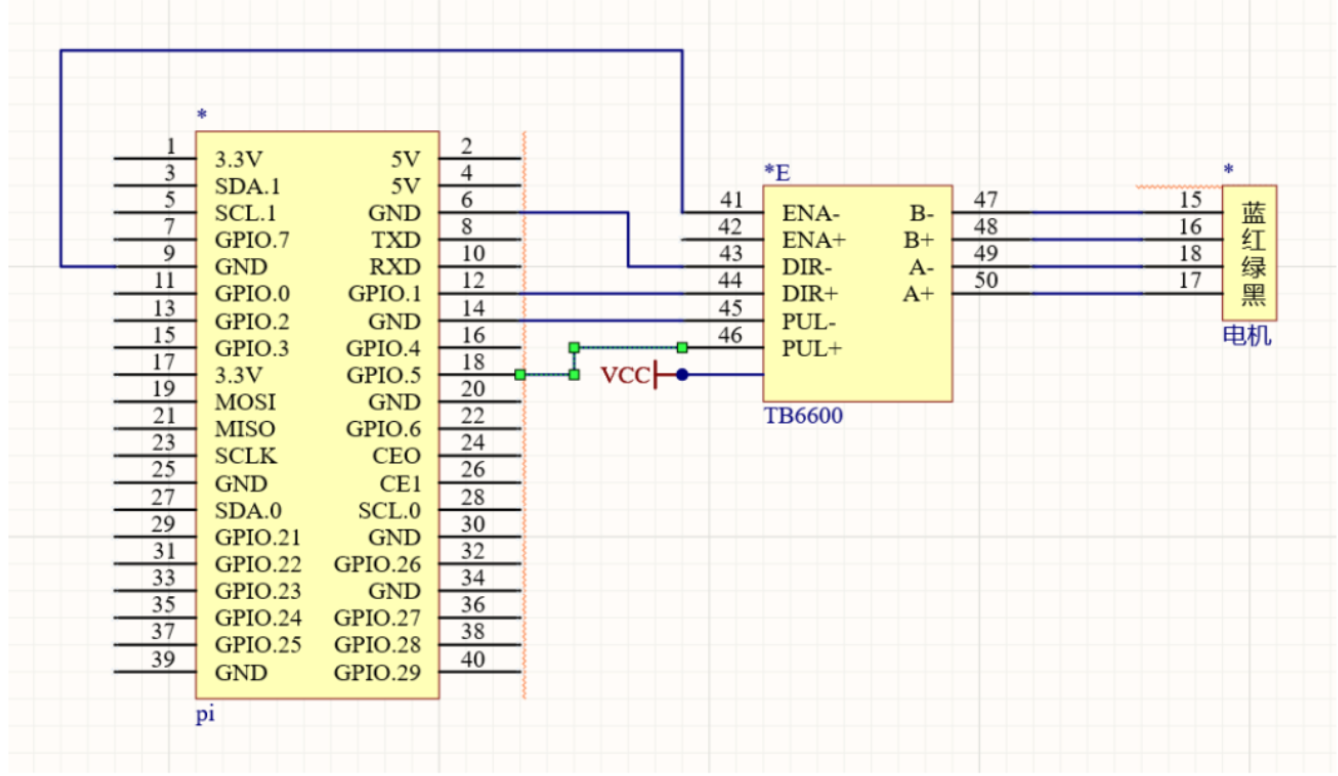 *
1 3.3V 5V 2
3 SDA.1 5V 4
5 SCL.1 GND 6
7 GPIO.7 TXD 8
9 GND RXD 10
11 GPIO.0 GPIO.1 12
13 GPIO.2 GND 14
15 GPIO.3 GPIO.4 16
17 3.3V GPIO.5 18
19 MOSI GND 20
21 MISO GPIO.6 22
23 SCLK CEO 24
25 GND CE1 26
27 SDA.0 SCL.0 28
29 GPIO.21 GND 30
31 GPIO.22 GPIO.26 32
33 GPIO.23 GND 34
35 GPIO.24 GPIO.27 36
37 GPIO.25 GPIO.28 38
39 GND GPIO.29 40
pi
*E
41 ENA- B- 47
42 ENA+ B+ 48
43 DIR- A- 49
44 DIR+ A+ 50
45 PUL-
46 PUL+
VCC
TB6600
*
15 蓝
16 红
18 绿
17 黑
电机